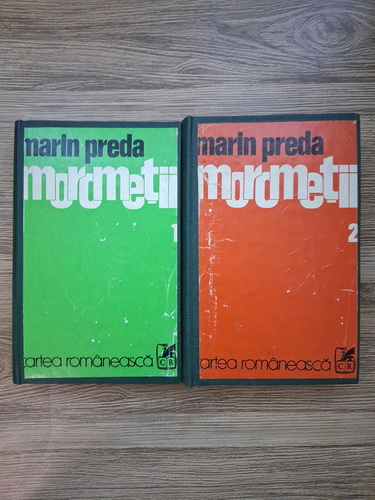 marin preda
moromeții
1
cartea românească
CR
marin preda
moromeții
2
cartea românească
CR